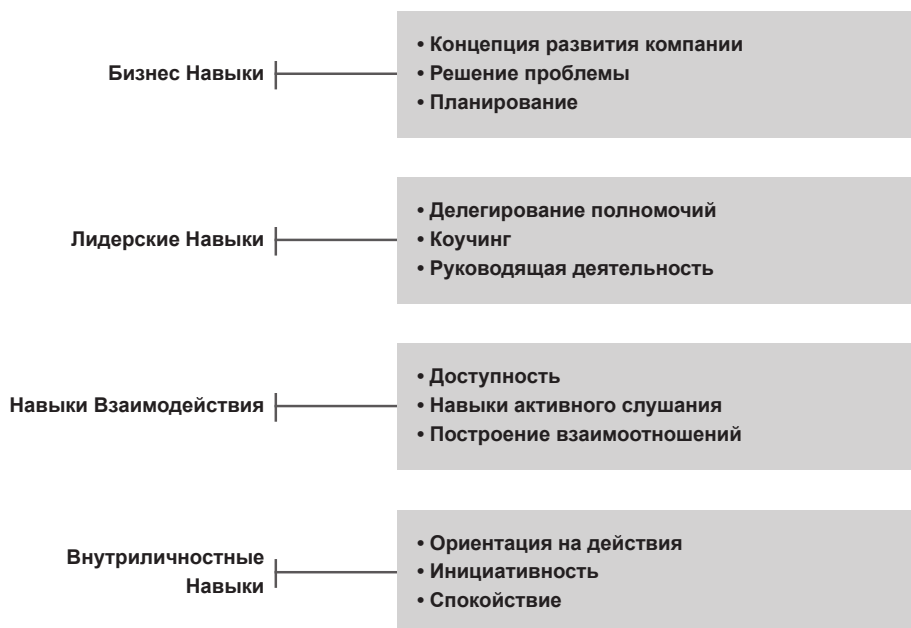 Бизнес Навыки
• Концепция развития компании
• Решение проблемы
• Планирование
Лидерские Навыки
• Делегирование полномочий
• Коучинг
• Руководящая деятельность
Навыки Взаимодействия
• Доступность
• Навыки активного слушания
• Построение взаимоотношений
Внутриличностные
Навыки
• Ориентация на действия
• Инициативность
• Спокойствие